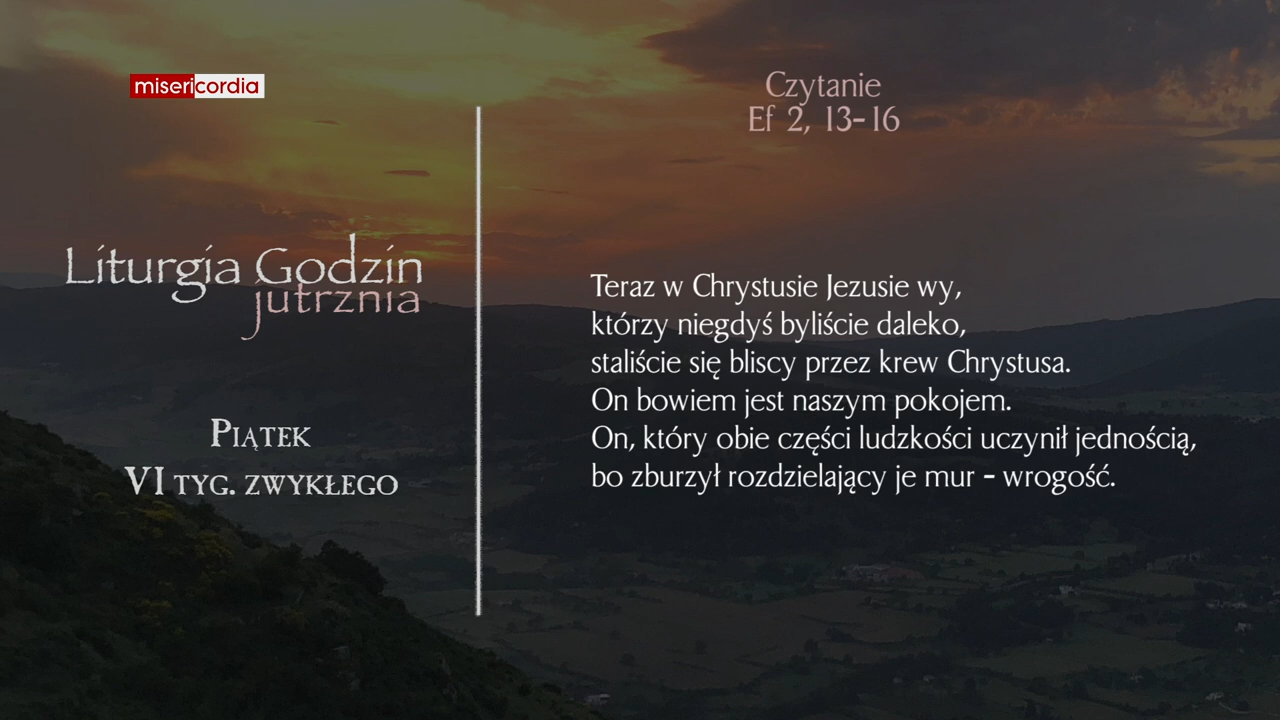 misericordia
Liturgia Godzin
jutrznia
Piątek
VI tyg. zwykłego
Czytanie
Ef 2, 13-16
Teraz w Chrystusie Jezusie wy,
którzy niegdyś byliście daleko,
staliście się bliscy przez krew Chrystusa.
On bowiem jest naszym pokojem.
On, który obie części ludzkości uczynił jednością,
bo zburzył rozdzielający je mur - wrogość.